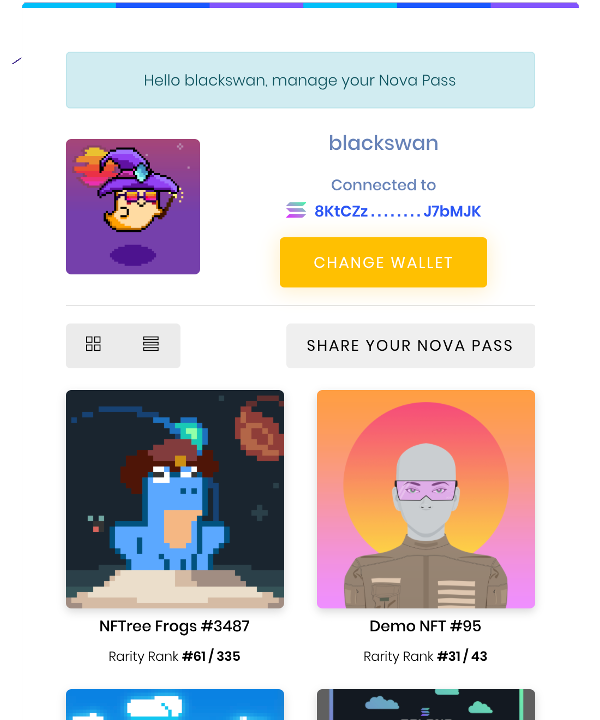 Hello blackswan, manage your Nova Pass
blackswan
Connected to
8KtCZz........J7bMJK
CHANGE WALLET
SHARE YOUR NOVA PASS
NFTree Frogs #3487
Rarity Rank #61 / 335
Demo NFT #95
Rarity Rank #31 / 43